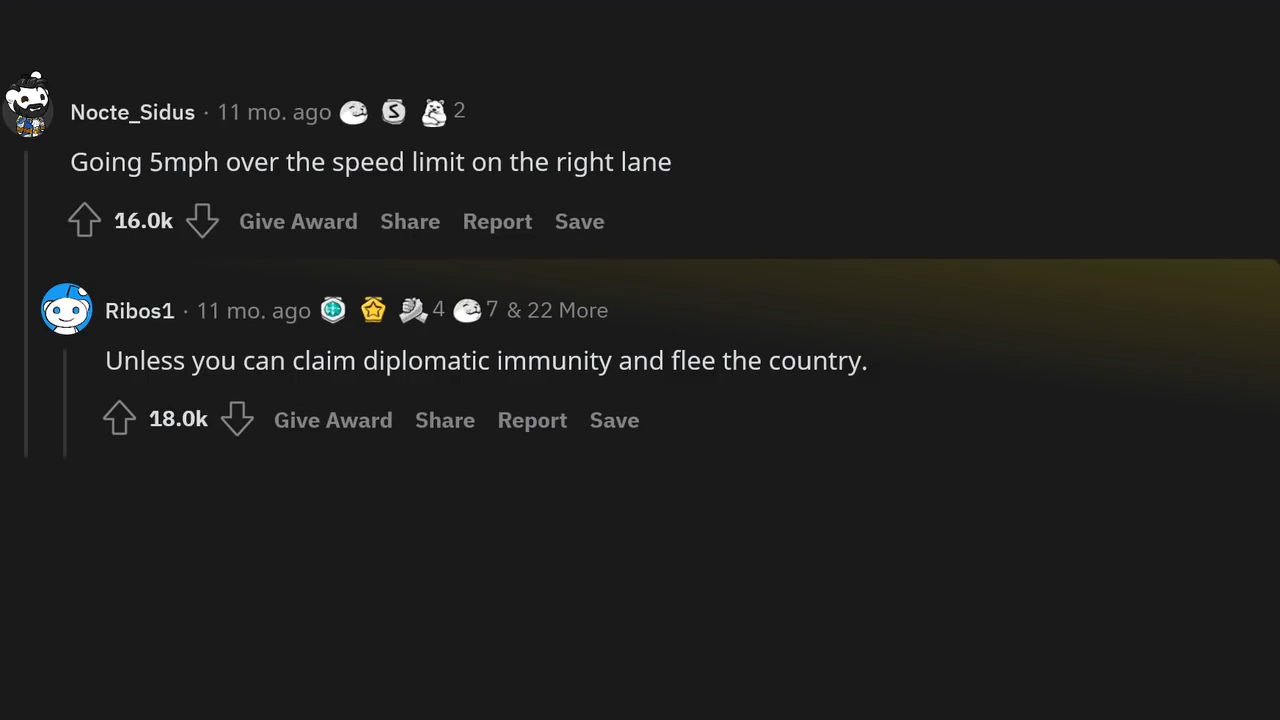 Nocte_Sidus · 11 mo. ago 2
Going 5mph over the speed limit on the right lane
16.0k Give Award Share Report Save
Ribos1 · 11 mo. ago 4 7 & 22 More
Unless you can claim diplomatic immunity and flee the country.
18.0k Give Award Share Report Save